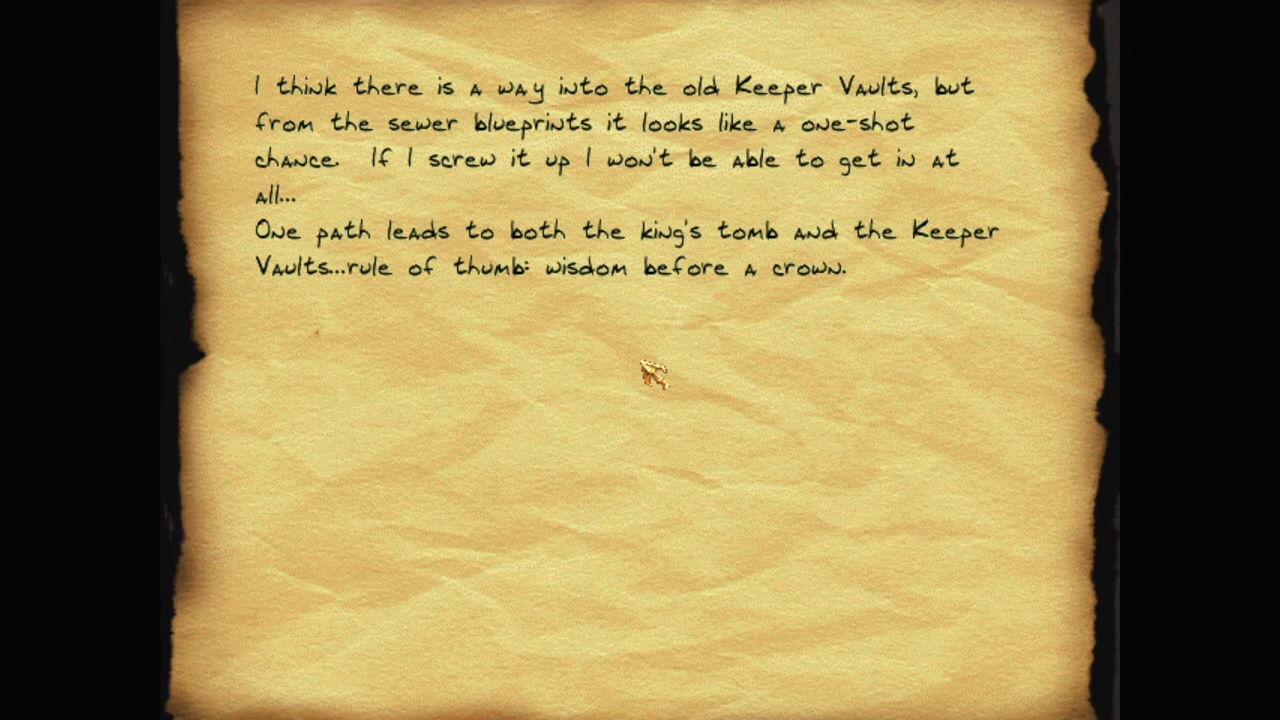 I think there is a way into the old Keeper Vaults, but
from the sewer blueprints it looks like a one-shot
chance.  If I screw it up I won't be able to get in at
all...
One path leads to both the king's tomb and the Keeper
Vaults...rule of thumb: wisdom before a crown.